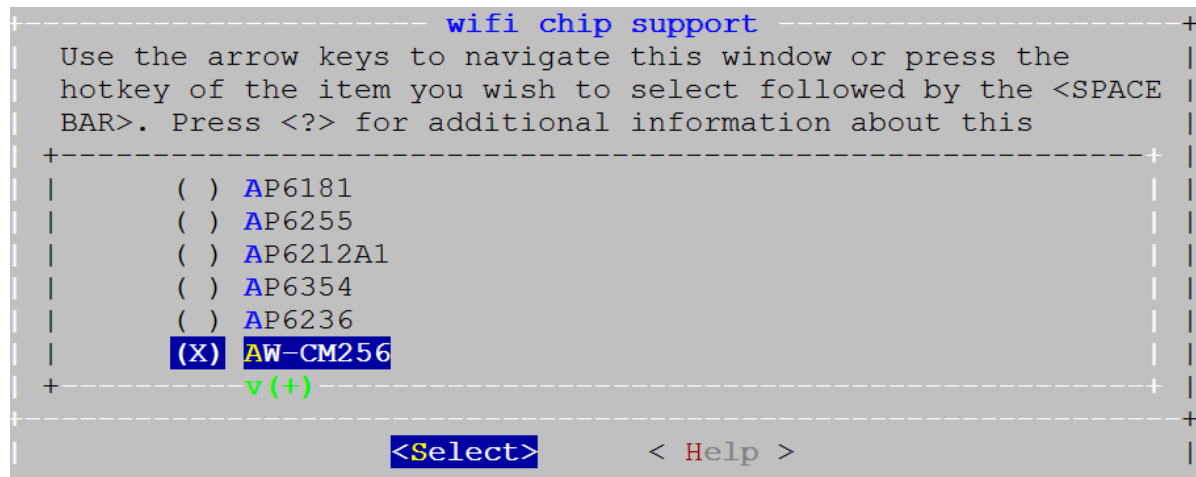 wifi chip support
Use the arrow keys to navigate this window or press the
hotkey of the item you wish to select followed by the <SPACE
BAR>. Press <?> for additional information about this
( ) AP6181
( ) AP6255
( ) AP6212A1
( ) AP6354
( ) AP6236
(X) AW-CM256
v(+)
<Select> < Help >